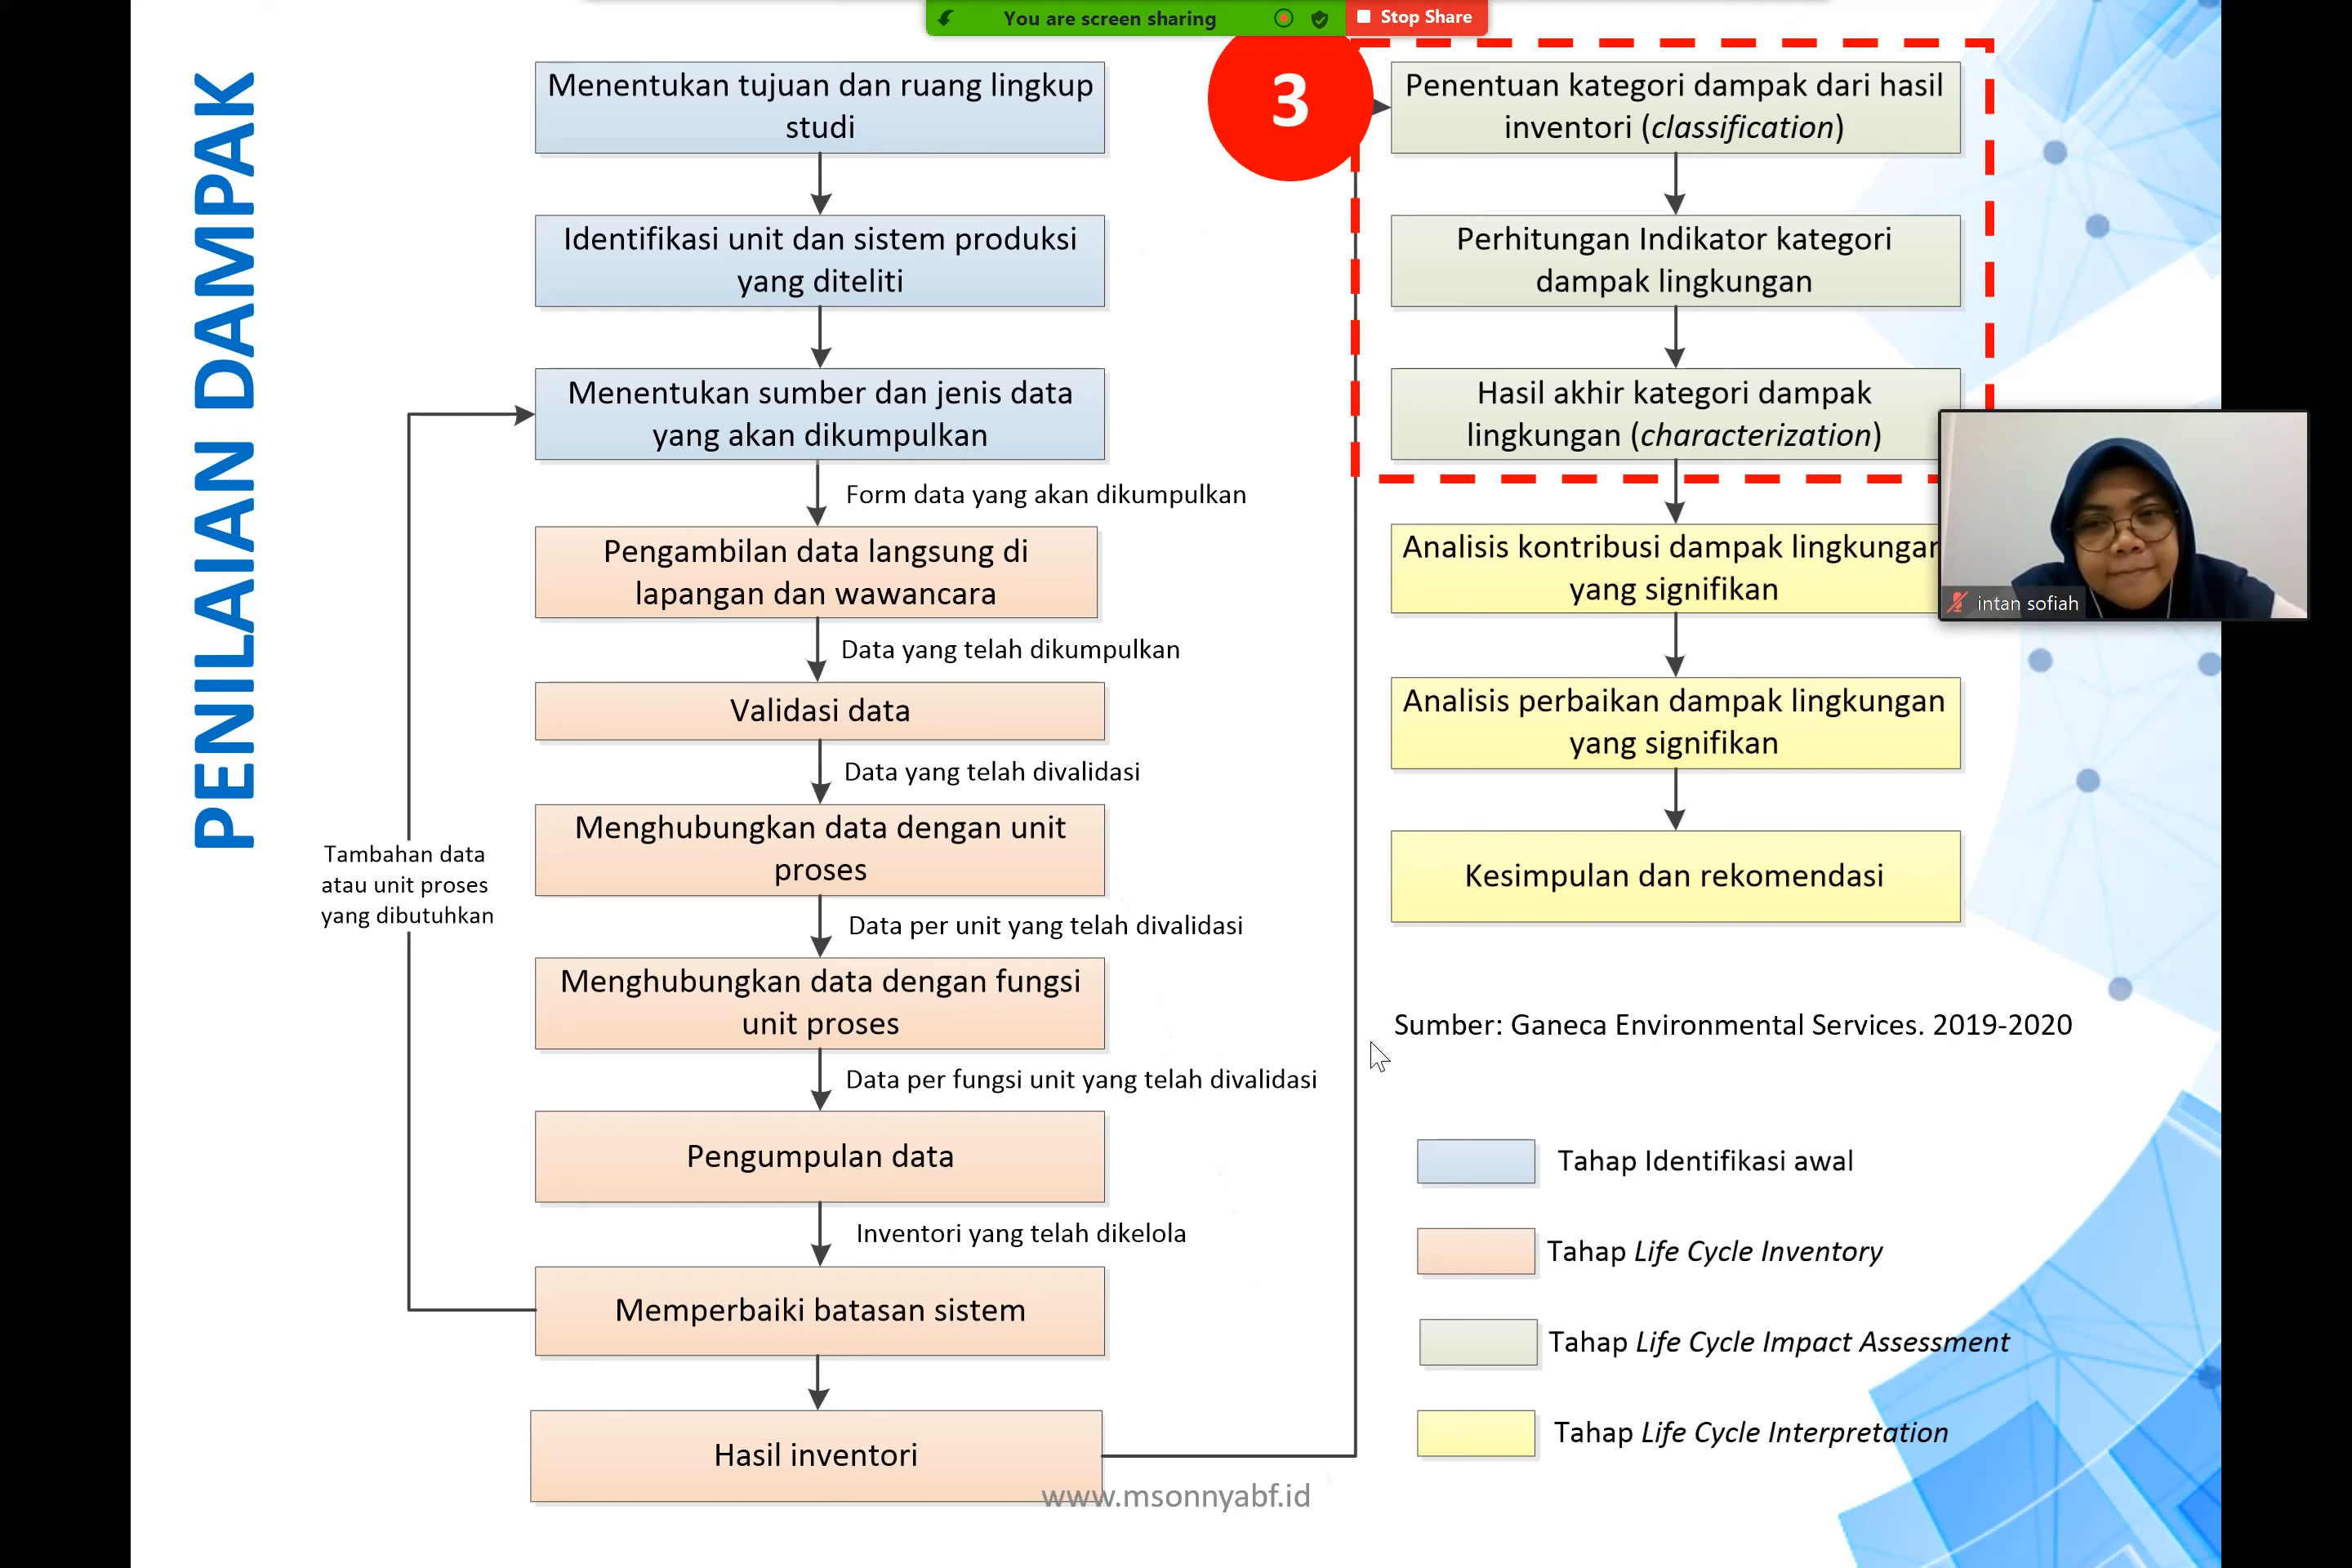 You are screen sharing
Stop Share
PENILAIAN DAMPAK
Menentukan tujuan dan ruang lingkup
studi
Identifikasi unit dan sistem produksi
yang diteliti
Menentukan sumber dan jenis data
yang akan dikumpulkan
Form data yang akan dikumpulkan
Pengambilan data langsung di
lapangan dan wawancara
Data yang telah dikumpulkan
Validasi data
Data yang telah divalidasi
Menghubungkan data dengan unit
proses
Data per unit yang telah divalidasi
Menghubungkan data dengan fungsi
unit proses
Data per fungsi unit yang telah divalidasi
Pengumpulan data
Inventori yang telah dikelola
Memperbaiki batasan sistem
Tambahan data
atau unit proses
yang dibutuhkan
Hasil inventori
3
Penentuan kategori dampak dari hasil
inventori (classification)
Perhitungan Indikator kategori
dampak lingkungan
Hasil akhir kategori dampak
lingkungan (characterization)
Analisis kontribusi dampak lingkungan
yang signifikan
Analisis perbaikan dampak lingkungan
yang signifikan
Kesimpulan dan rekomendasi
intan sofiah
Sumber: Ganeca Environmental Services. 2019-2020
Tahap Identifikasi awal
Tahap Life Cycle Inventory
Tahap Life Cycle Impact Assessment
Tahap Life Cycle Interpretation
www.msonnyabf.id